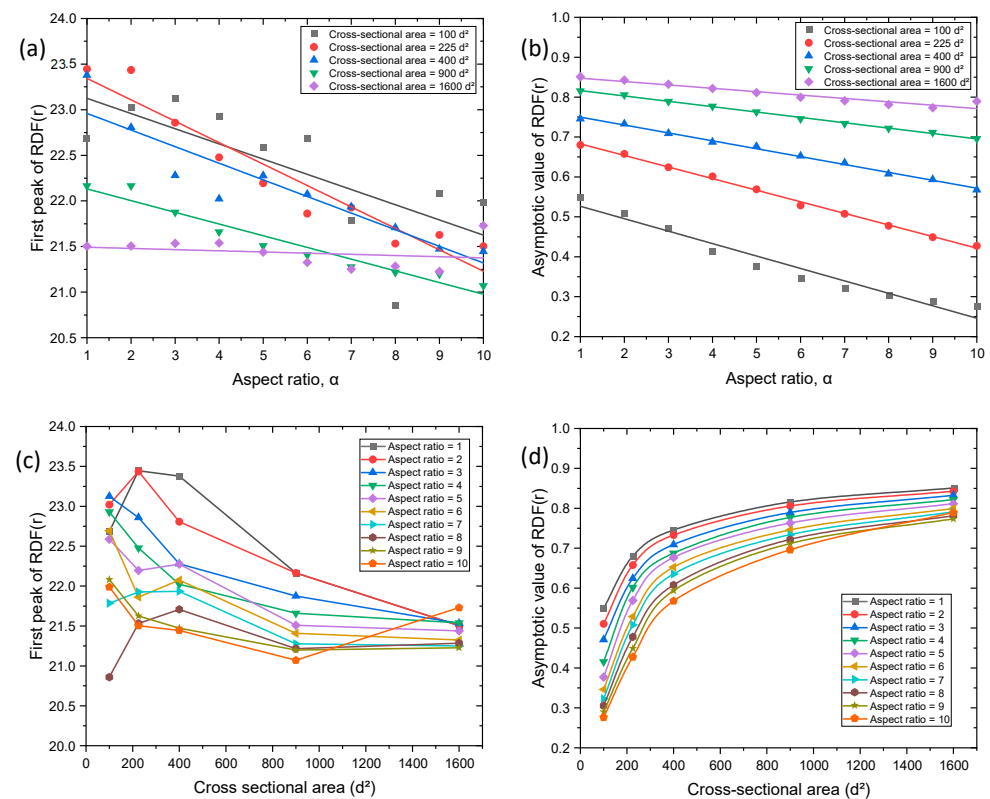 (a)
24.0
23.5
23.0
22.5
22.0
21.5
21.0
20.5
First peak of RDF(r)
1 2 3 4 5 6 7 8 9 10
Aspect ratio, α
Cross-sectional area = 100 d²
Cross-sectional area = 225 d²
Cross-sectional area = 400 d²
Cross-sectional area = 900 d²
Cross-sectional area = 1600 d²
(b)
1.0
0.9
0.8
0.7
0.6
0.5
0.4
0.3
0.2
Asymptotic value of RDF(r)
1 2 3 4 5 6 7 8 9 10
Aspect ratio, α
Cross-sectional area = 100 d²
Cross-sectional area = 225 d²
Cross-sectional area = 400 d²
Cross-sectional area = 900 d²
Cross-sectional area = 1600 d²
(c)
24.0
23.5
23.0
22.5
22.0
21.5
21.0
20.5
20.0
First peak of RDF(r)
0 200 400 600 800 1000 1200 1400 1600
Cross sectional area (d²)
Aspect ratio = 1
Aspect ratio = 2
Aspect ratio = 3
Aspect ratio = 4
Aspect ratio = 5
Aspect ratio = 6
Aspect ratio = 7
Aspect ratio = 8
Aspect ratio = 9
Aspect ratio = 10
(d)
1.0
0.9
0.8
0.7
0.6
0.5
0.4
0.3
0.2
Asymptotic value of RDF(r)
0 200 400 600 800 1000 1200 1400 1600
Cross-sectional area (d²)
Aspect ratio = 1
Aspect ratio = 2
Aspect ratio = 3
Aspect ratio = 4
Aspect ratio = 5
Aspect ratio = 6
Aspect ratio = 7
Aspect ratio = 8
Aspect ratio = 9
Aspect ratio = 10